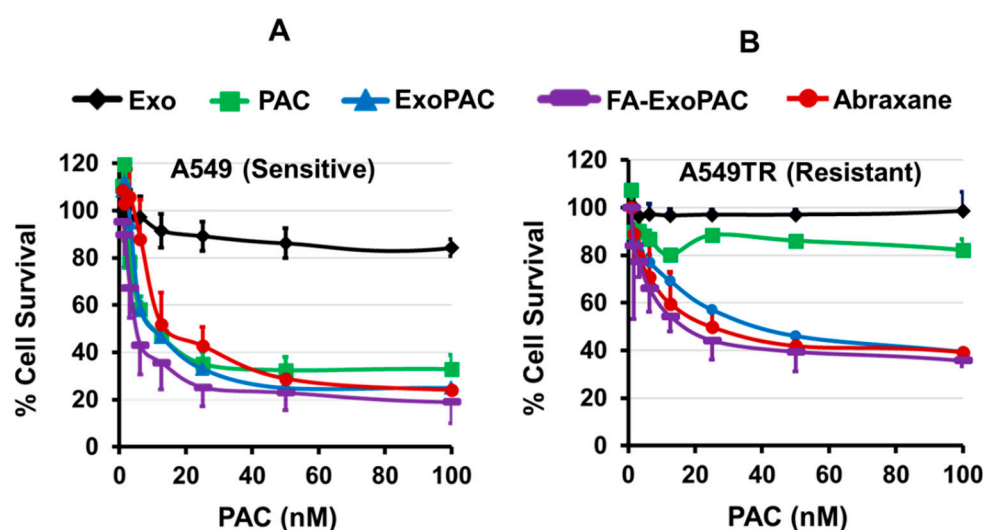 A
B
Exo PAC ExoPAC FA-ExoPAC Abraxane
A549 (Sensitive)
A549TR (Resistant)
% Cell Survival
120
100
80
60
40
20
0
0 20 40 60 80 100
PAC (nM)
% Cell Survival
120
100
80
60
40
20
0
0 20 40 60 80 100
PAC (nM)